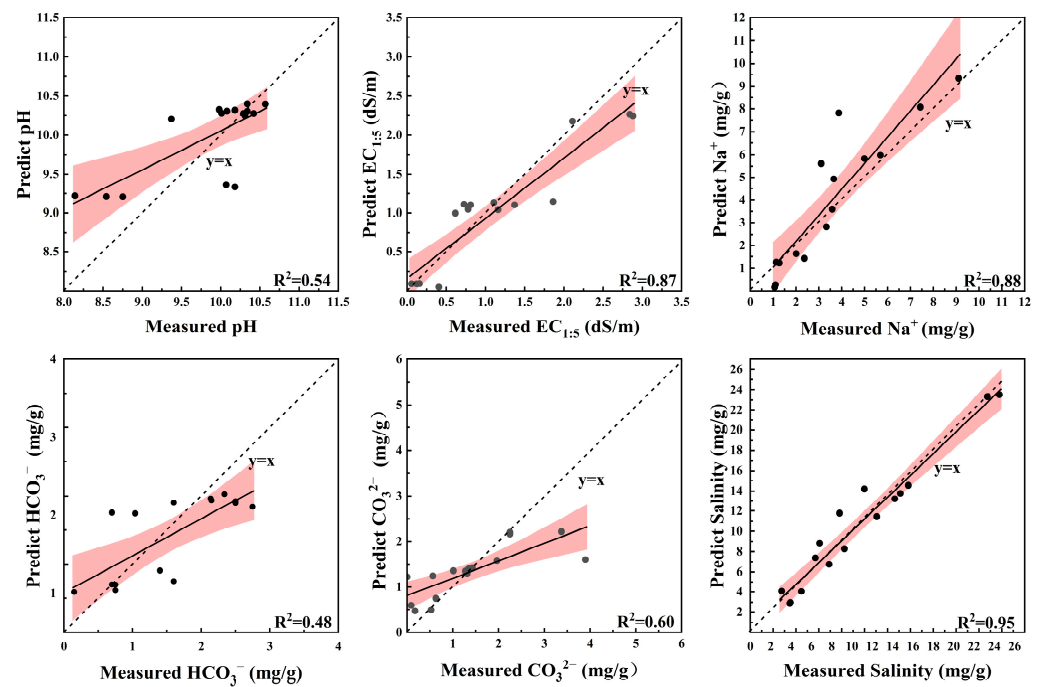 11.5
10.5
10.0
9.5
9.0
8.5
Predict pH
y=x
R²=0.54
8.0 8.5 9.0 9.5 10.0 10.5 11.0 11.5
Measured pH
3.5
3.0
2.5
2.0
1.5
1.0
0.5
Predict EC1:5 (dS/m)
y=x
R²=0.87
0.0 0.5 1.0 1.5 2.0 2.5 3.0 3.5
Measured EC1:5 (dS/m)
12
10
9
8
7
6
5
4
3
2
1
Predict Na⁺ (mg/g)
y=x
R²=0.88
0 1 2 3 4 5 6 7 8 9 10 11 12
Measured Na⁺ (mg/g)
4
3
2
1
Predict HCO₃⁻ (mg/g)
y=x
R²=0.48
0 1 2 3 4
Measured HCO₃⁻ (mg/g)
6
5
4
3
2
1
0
Predict CO₃²⁻ (mg/g)
y=x
R²=0.60
0 1 2 3 4 5 6
Measured CO₃²⁻ (mg/g)
26
24
22
20
18
16
14
12
10
8
6
4
2
Predict Salinity (mg/g)
y=x
R²=0.95
0 2 4 6 8 10 12 14 16 18 20 22 24 26
Measured Salinity (mg/g)